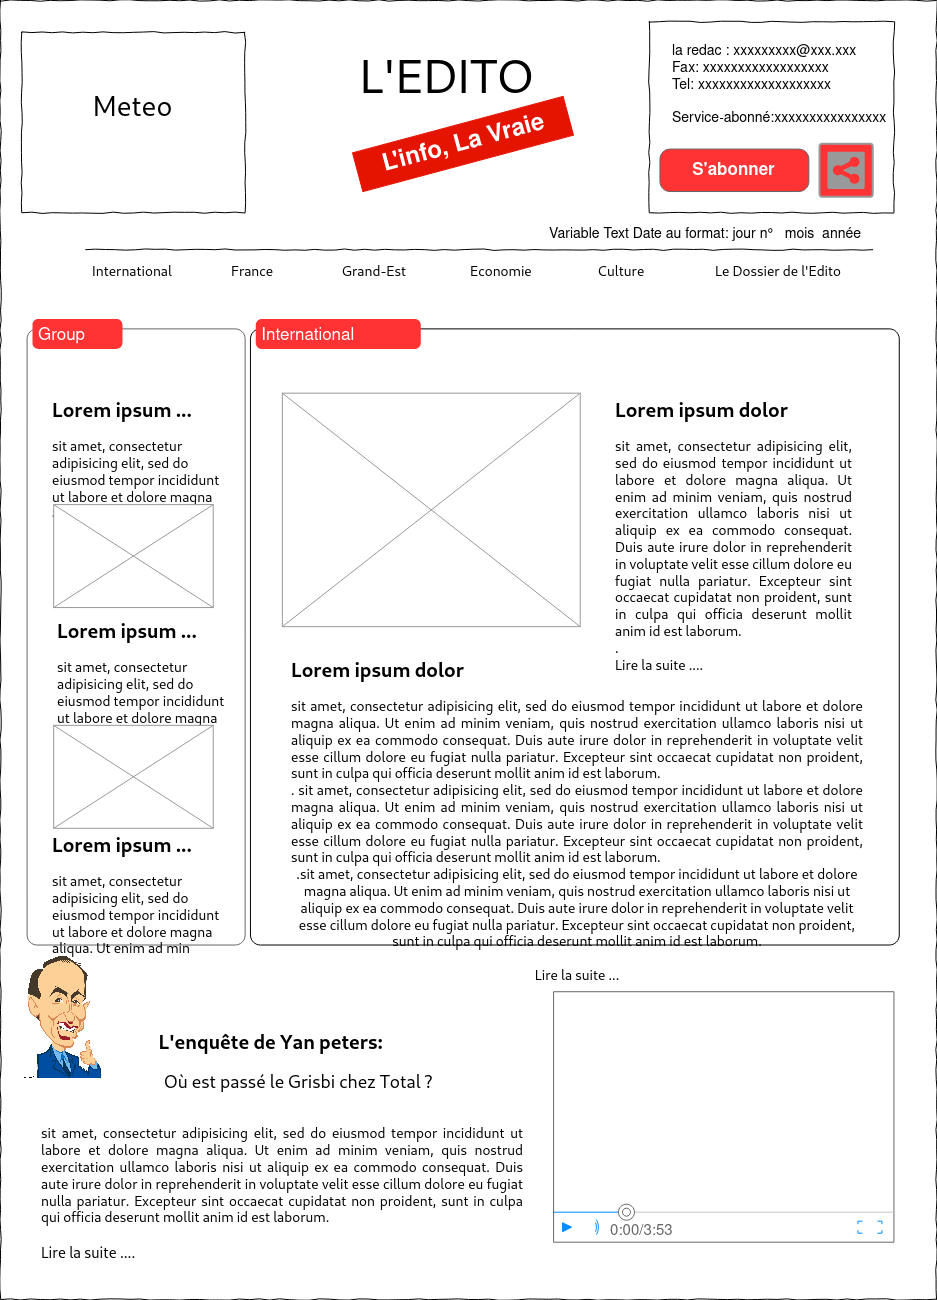 Meteo
L'EDITO
L'info, La Vraie
la redac : xxxxxxxxx@xxx.xxx
Fax: xxxxxxxxxxxxxxxxxx
Tel: xxxxxxxxxxxxxxxxxxx
Service-abonné:xxxxxxxxxxxxxxxx
S'abonner
Variable Text Date au format: jour n° mois année
International France Grand-Est Economie Culture Le Dossier de l'Edito
Group
Lorem ipsum ...
sit amet, consectetur
adipisicing elit, sed do
eiusmod tempor incididunt
ut labore et dolore magna
Lorem ipsum ...
sit amet, consectetur
adipisicing elit, sed do
eiusmod tempor incididunt
ut labore et dolore magna
Lorem ipsum ...
sit amet, consectetur
adipisicing elit, sed do
eiusmod tempor incididunt
ut labore et dolore magna
aliqua. Ut enim ad min
International
Lorem ipsum dolor
sit amet, consectetur adipisicing elit,
sed do eiusmod tempor incididunt ut
labore et dolore magna aliqua. Ut
enim ad minim veniam, quis nostrud
exercitation ullamco laboris nisi ut
aliquip ex ea commodo consequat.
Duis aute irure dolor in reprehenderit
in voluptate velit esse cillum dolore eu
fugiat nulla pariatur. Excepteur sint
occaecat cupidatat non proident, sunt
in culpa qui officia deserunt mollit
anim id est laborum.
.
Lire la suite ....
Lorem ipsum dolor
sit amet, consectetur adipisicing elit, sed do eiusmod tempor incididunt ut labore et dolore
magna aliqua. Ut enim ad minim veniam, quis nostrud exercitation ullamco laboris nisi ut
aliquip ex ea commodo consequat. Duis aute irure dolor in reprehenderit in voluptate velit
esse cillum dolore eu fugiat nulla pariatur. Excepteur sint occaecat cupidatat non proident,
sunt in culpa qui officia deserunt mollit anim id est laborum.
. sit amet, consectetur adipisicing elit, sed do eiusmod tempor incididunt ut labore et dolore
magna aliqua. Ut enim ad minim veniam, quis nostrud exercitation ullamco laboris nisi ut
aliquip ex ea commodo consequat. Duis aute irure dolor in reprehenderit in voluptate velit
esse cillum dolore eu fugiat nulla pariatur. Excepteur sint occaecat cupidatat non proident,
sunt in culpa qui officia deserunt mollit anim id est laborum.
.sit amet, consectetur adipisicing elit, sed do eiusmod tempor incididunt ut labore et dolore
magna aliqua. Ut enim ad minim veniam, quis nostrud exercitation ullamco laboris nisi ut
aliquip ex ea commodo consequat. Duis aute irure dolor in reprehenderit in voluptate velit
esse cillum dolore eu fugiat nulla pariatur. Excepteur sint occaecat cupidatat non proident,
sunt in culpa qui officia deserunt mollit anim id est laborum.
Lire la suite ...
L'enquête de Yan peters:
Où est passé le Grisbi chez Total ?
sit amet, consectetur adipisicing elit, sed do eiusmod tempor incididunt ut
labore et dolore magna aliqua. Ut enim ad minim veniam, quis nostrud
exercitation ullamco laboris nisi ut aliquip ex ea commodo consequat. Duis
aute irure dolor in reprehenderit in voluptate velit esse cillum dolore eu fugiat
nulla pariatur. Excepteur sint occaecat cupidatat non proident, sunt in culpa
qui officia deserunt mollit anim id est laborum.
Lire la suite ....
0:00/3:53